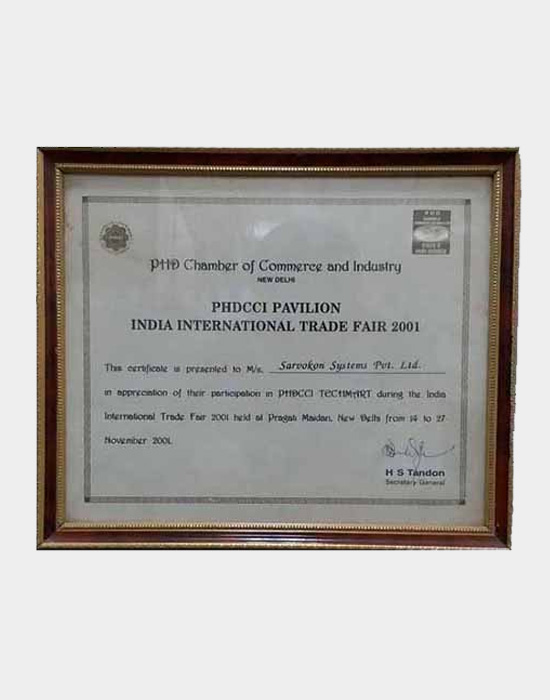 PHD Chamber of Commerce and Industry
NEW DELHI
PHDCCI PAVILION
INDIA INTERNATIONAL TRADE FAIR 2001
This certificate is presented to M/s. Sarvokon Systems Pvt. Ltd.
in appreciation of their participation in PHDCCI TECHMART during the India
International Trade Fair 2001 held at Pragati Maidan, New Delhi from 14 to 27
November 2001.
H S Tandon
Secretary General